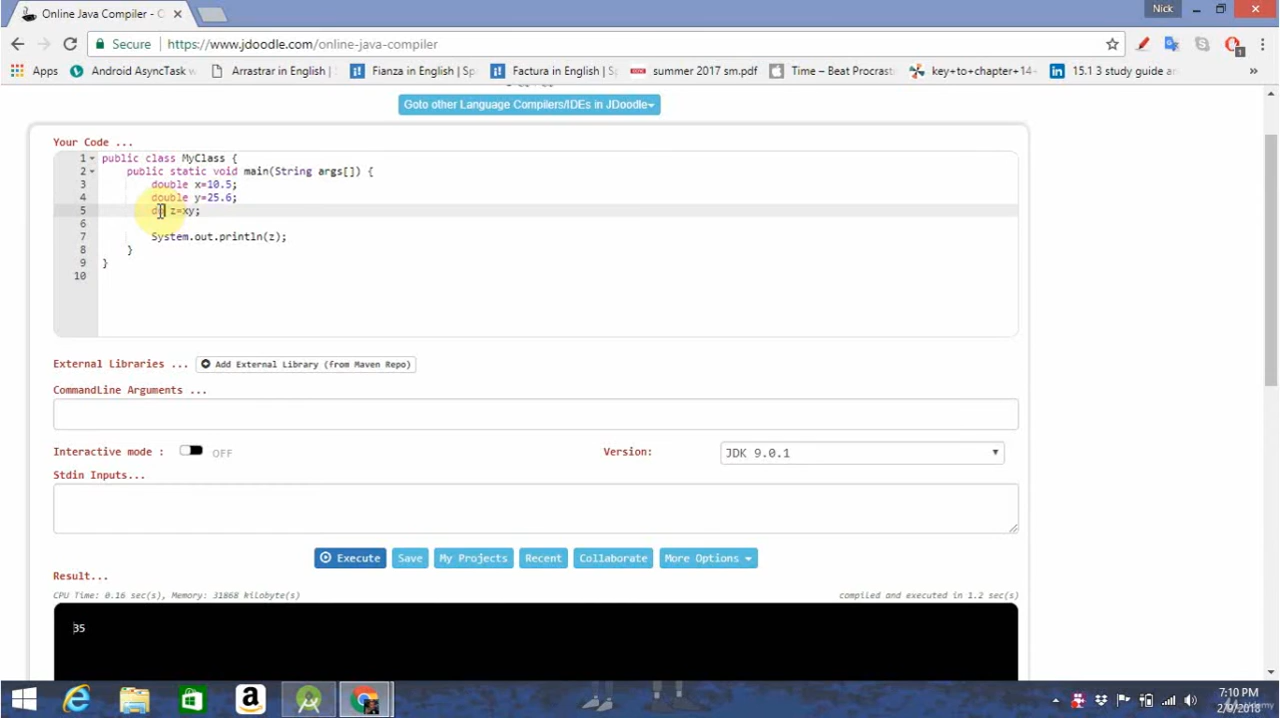 Online Java Compiler - O
Nick
Secure
https://www.jdoodle.com/online-java-compiler
Apps
Android AsyncTask w
Arrastrar in English |
Fianza in English | Sp
Factura in English | Sp
summer 2017 sm.pdf
Time – Beat Procrast
key+to+chapter+14-
15.1 3 study guide a
»
Goto other Language Compilers/IDEs in JDoodle
Your Code ...
1 public class MyClass {
2 public static void main(String args[]) {
3 double x=10.5;
4 double y=25.6;
5 do z=xy;
6
7 System.out.println(z);
8 }
9 }
10
External Libraries ... Add External Library (from Maven Repo)
CommandLine Arguments ...
Interactive mode : OFF
Version: JDK 9.0.1
Stdin Inputs...
Execute Save My Projects Recent Collaborate More Options
Result...
CPU Time: 0.16 sec(s), Memory: 31868 kilobyte(s)
compiled and executed in 1.2 sec(s)
35
7:10 PM